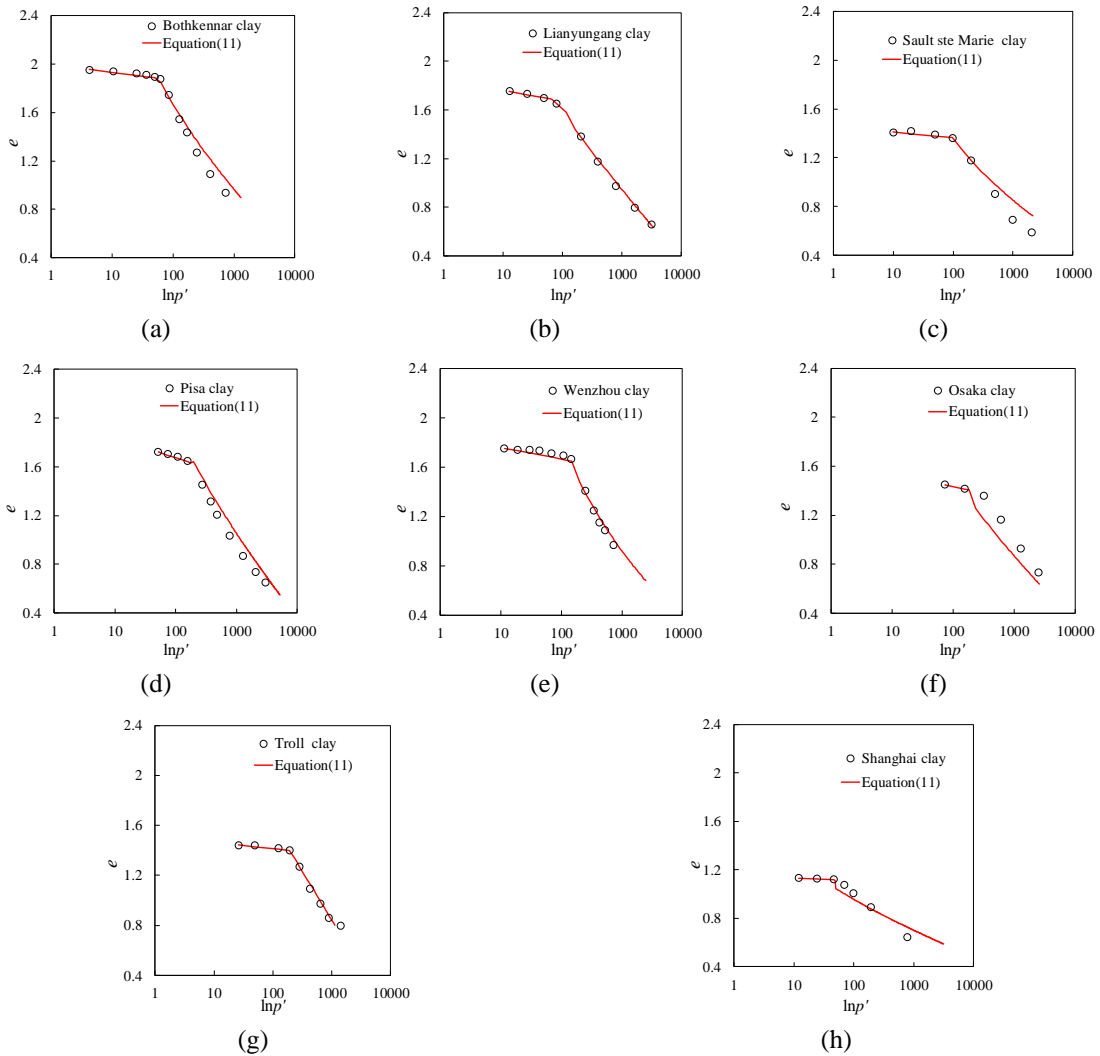 2.4
2
1.6
1.2
0.8
0.4
e
Bothkennar clay
Equation(11)
1 10 100 1000 10000
lnp′
(a)
2.4
2
1.6
1.2
0.8
0.4
e
Lianyungang clay
Equation(11)
1 10 100 1000 10000
lnp′
(b)
2.4
2
1.6
1.2
0.8
0.4
e
Sault ste Marie clay
Equation(11)
1 10 100 1000 10000
lnp′
(c)
2.4
2
1.6
1.2
0.8
0.4
e
Pisa clay
Equation(11)
1 10 100 1000 10000
lnp′
(d)
2.4
2
1.6
1.2
0.8
0.4
e
Wenzhou clay
Equation(11)
1 10 100 1000 10000
lnp′
(e)
2.4
2
1.6
1.2
0.8
0.4
e
Osaka clay
Equation(11)
1 10 100 1000 10000
lnp′
(f)
2.4
2
1.6
1.2
0.8
0.4
e
Troll clay
Equation(11)
1 10 100 1000 10000
lnp′
(g)
2.4
2
1.6
1.2
0.8
0.4
e
Shanghai clay
Equation(11)
1 10 100 1000 10000
lnp′
(h)